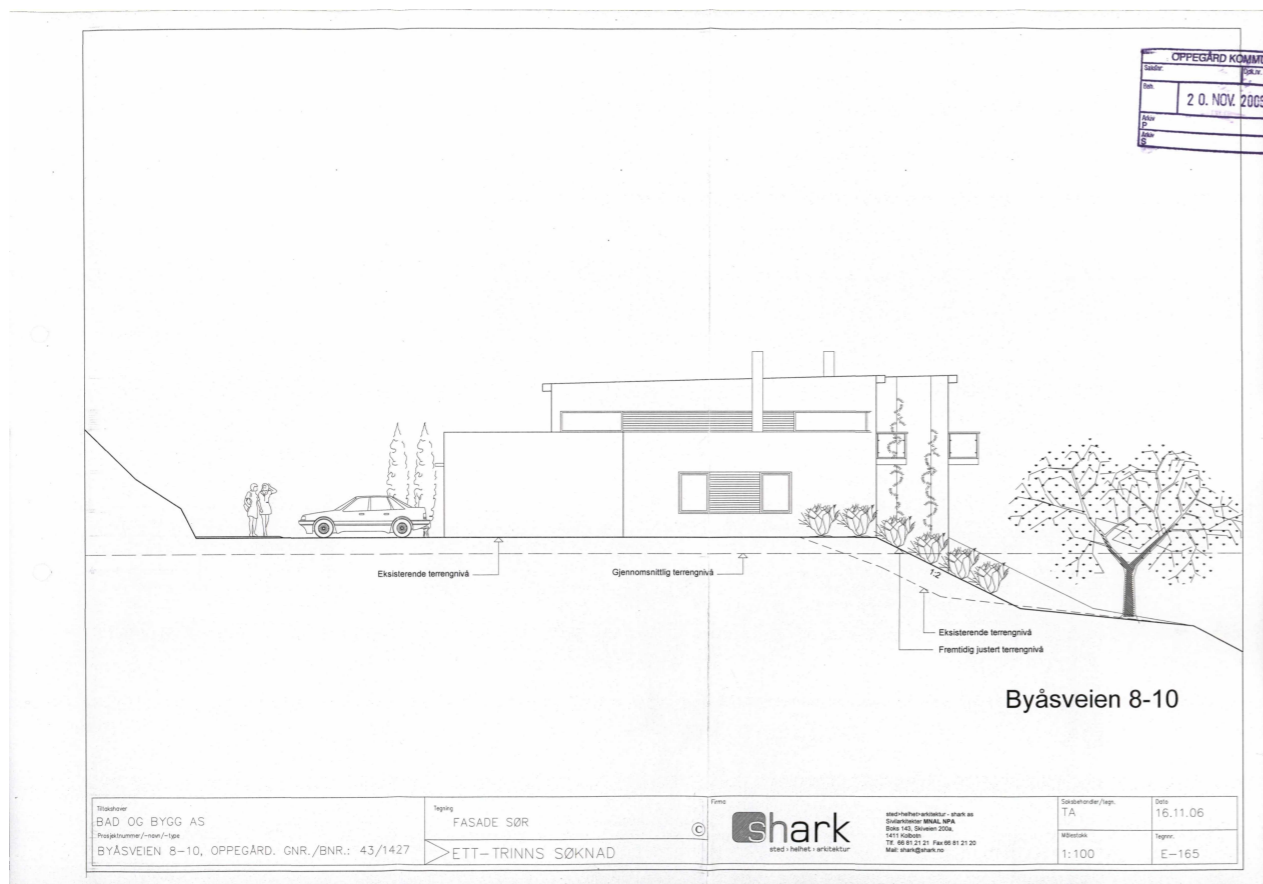 OPPEGÅRD KOMMU
Saksnr.
Beh.
20. NOV. 2006
Arkiv
P
Arkiv
S
Eksisterende terrengnivå
Gjennomsnittlig terrengnivå
1:2
Eksisterende terrengnivå
Fremtidig justert terrengnivå
Byåsveien 8-10
Tiltakshaver
BAD OG BYGG AS
Prosjektnummer/-navn/-type
BYÅSVEIEN 8-10, OPPEGÅRD. GNR./BNR.: 43/1427
Tegning
FASADE SØR
©
ETT-TRINNS SØKNAD
Firma
shark
sted › helhet › arkitektur
sted>helhet>arkitektur - shark as
Sivilarkitekter MNAL NPA
Boks 143, Skiveien 200a,
1411 Kolbotn
Tlf. 66 81 21 21 Fax 66 81 21 20
Mail: shark@shark.no
Saksbehandler/tegn.
TA
Dato
16.11.06
Målestokk
1:100
Tegnnr.
E-165